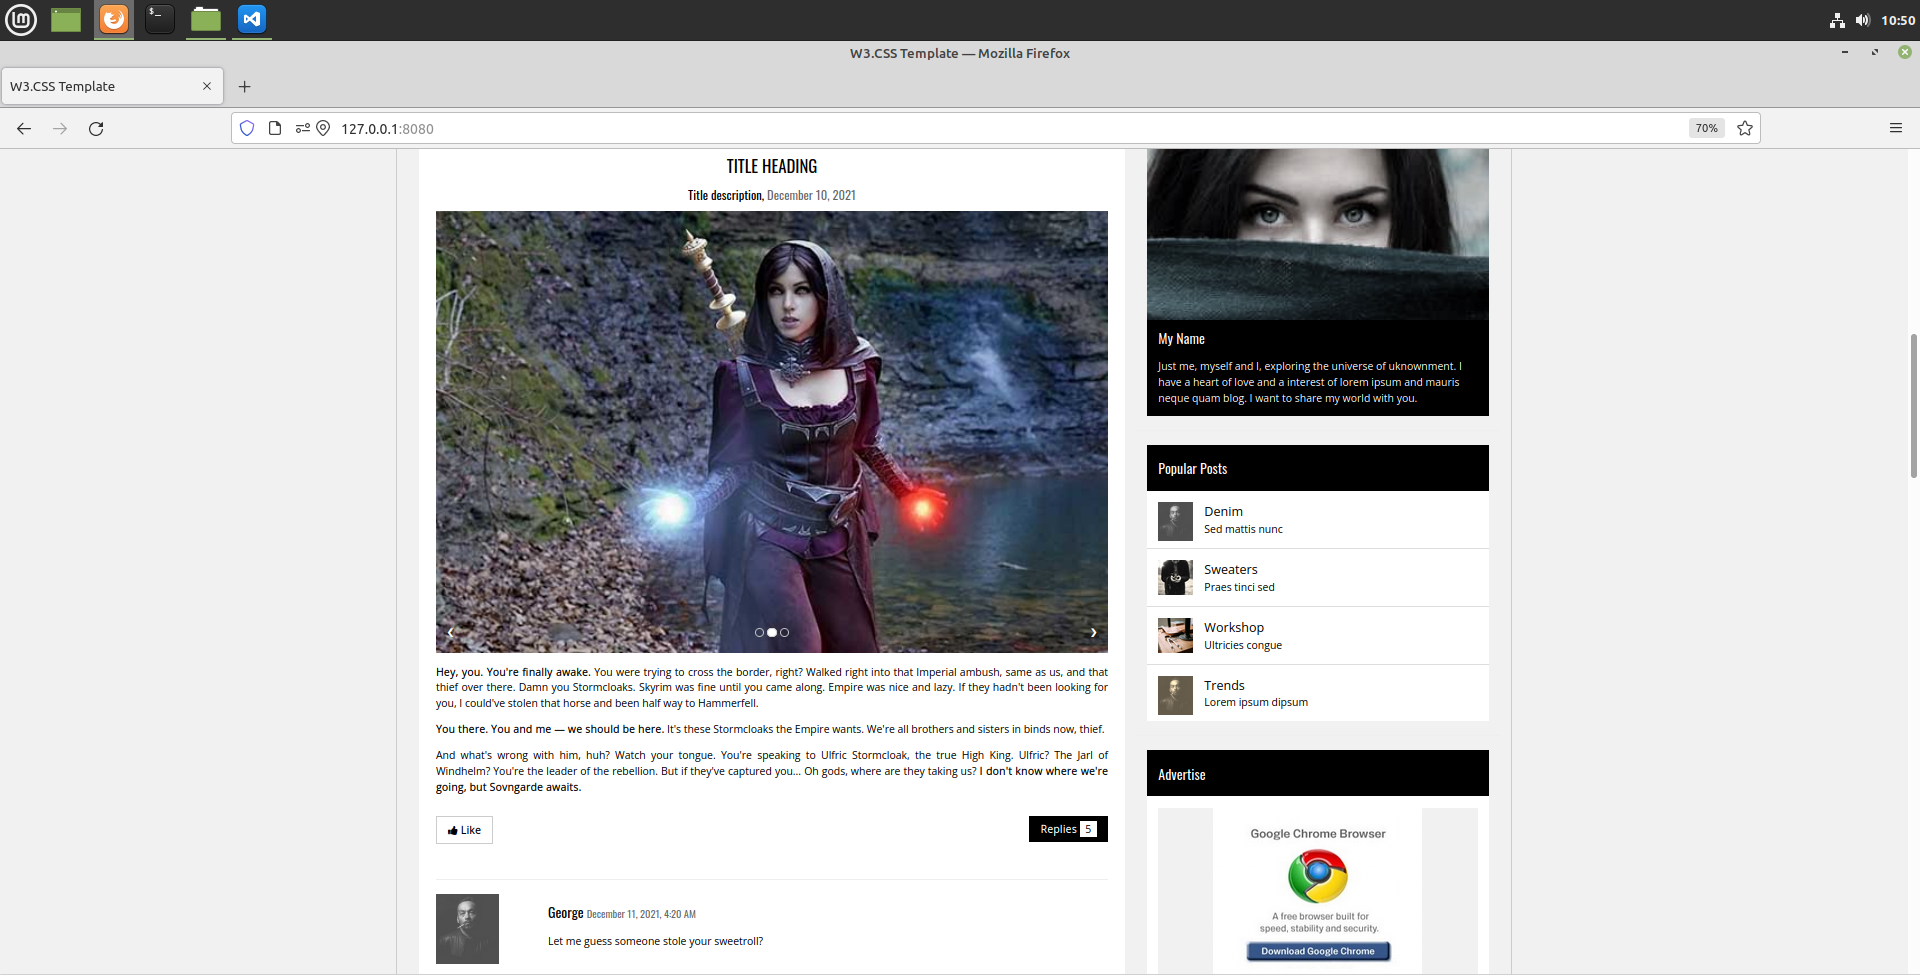 10:50
W3.CSS Template — Mozilla Firefox
W3.CSS Template
127.0.0.1:8080
70%
TITLE HEADING
Title description, December 10, 2021
Hey, you. You're finally awake. You were trying to cross the border, right? Walked right into that Imperial ambush, same as us, and that
thief over there. Damn you Stormcloaks. Skyrim was fine until you came along. Empire was nice and lazy. If they hadn't been looking for
you, I could've stolen that horse and been half way to Hammerfell.
You there. You and me — we should be here. It's these Stormcloaks the Empire wants. We're all brothers and sisters in binds now, thief.
And what's wrong with him, huh? Watch your tongue. You're speaking to Ulfric Stormcloak, the true High King. Ulfric? The Jarl of
Windhelm? You're the leader of the rebellion. But if they've captured you... Oh gods, where are they taking us? I don't know where we're
going, but Sovngarde awaits.
Like
Replies 5
George December 11, 2021, 4:20 AM
Let me guess someone stole your sweetroll?
My Name
Just me, myself and I, exploring the universe of uknownment. I
have a heart of love and a interest of lorem ipsum and mauris
neque quam blog. I want to share my world with you.
Popular Posts
Denim
Sed mattis nunc
Sweaters
Praes tinci sed
Workshop
Ultricies congue
Trends
Lorem ipsum dipsum
Advertise
Google Chrome Browser
A free browser built for
speed, stability and security.
Download Google Chrome